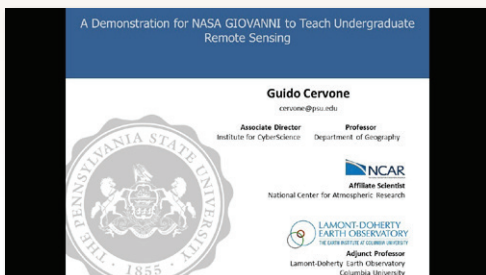 A Demonstration for NASA GIOVANNI to Teach Undergraduate
Remote Sensing
Guido Cervone
cervone@psu.edu
Associate Director
Institute for CyberScience
Professor
Department of Geography
NCAR
Affiliate Scientist
National Center for Atmospheric Research
LAMONT-DOHERTY
EARTH OBSERVATORY
THE EARTH INSTITUTE AT COLUMBIA UNIVERSITY
Adjunct Professor
Lamont-Doherty Earth Observatory
Columbia University
THE PENNSYLVANIA STATE UNIVERSITY
1855